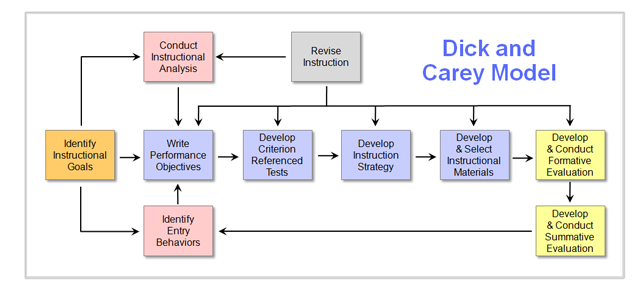 Dick and
Carey Model
Conduct
Instructional
Analysis
Revise
Instruction
Identify
Instructional
Goals
Write
Performance
Objectives
Develop
Criterion
Referenced
Tests
Develop
Instruction
Strategy
Develop
& Select
Instructional
Materials
Develop
& Conduct
Formative
Evaluation
Identify
Entry
Behaviors
Develop
& Conduct
Summative
Evaluation